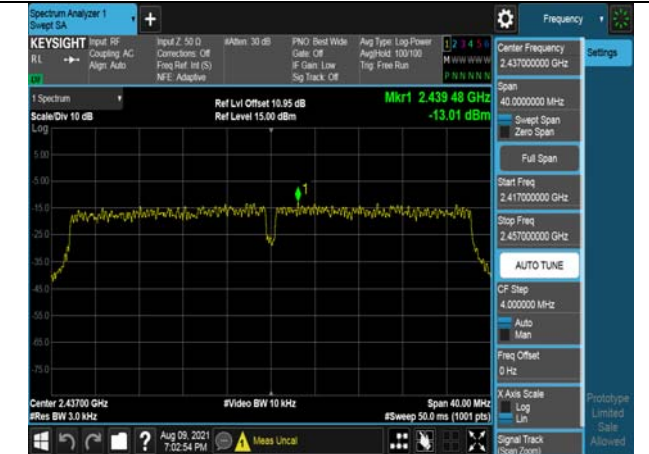 Spectrum Analyzer 1
Swept SA
Frequency
KEYSIGHT
RL
Input: RF
Coupling: AC
Align: Auto
Input Z: 50 Ω
Corrections: Off
Freq Ref: Int (S)
NFE: Adaptive
#Atten: 30 dB
PNO: Best Wide
Gate: Off
IF Gain: Low
Sig Track: Off
Avg Type: Log-Power
Avg|Hold: 100/100
Trig: Free Run
1 2 3 4 5 6
M W W W W W
P N N N N N
Center Frequency
2.437000000 GHz
Settings
Span
40.0000000 MHz
Swept Span
Zero Span
Full Span
Start Freq
2.417000000 GHz
Stop Freq
2.457000000 GHz
AUTO TUNE
CF Step
4.000000 MHz
Auto
Man
Freq Offset
0 Hz
X Axis Scale
Log
Lin
Signal Track
(Span Zoom)
Prototype
Limited
Sale
Allowed
1 Spectrum
Scale/Div 10 dB
Log
Ref Lvl Offset 10.95 dB
Ref Level 15.00 dBm
Mkr1 2.439 48 GHz
-13.01 dBm
1
5.00
-5.00
-15.0
-25.0
-35.0
-45.0
-55.0
-65.0
-75.0
Center 2.43700 GHz
#Res BW 3.0 kHz
#Video BW 10 kHz
Span 40.00 MHz
#Sweep 50.0 ms (1001 pts)
?
Aug 09, 2021
7:02:54 PM
Meas Uncal